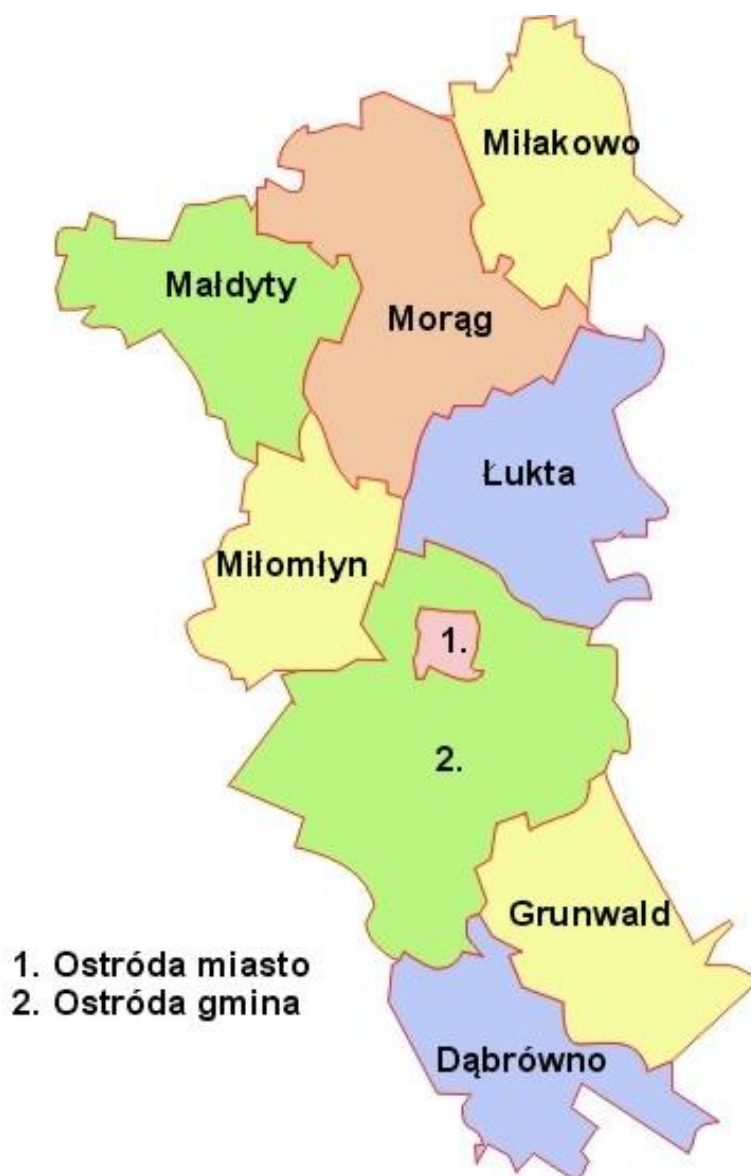 Miłakowo
Małdyty
Morąg
Łukta
Miłomłyn
1.
2.
Grunwald
1. Ostróda miasto
2. Ostróda gmina
Dąbrówno